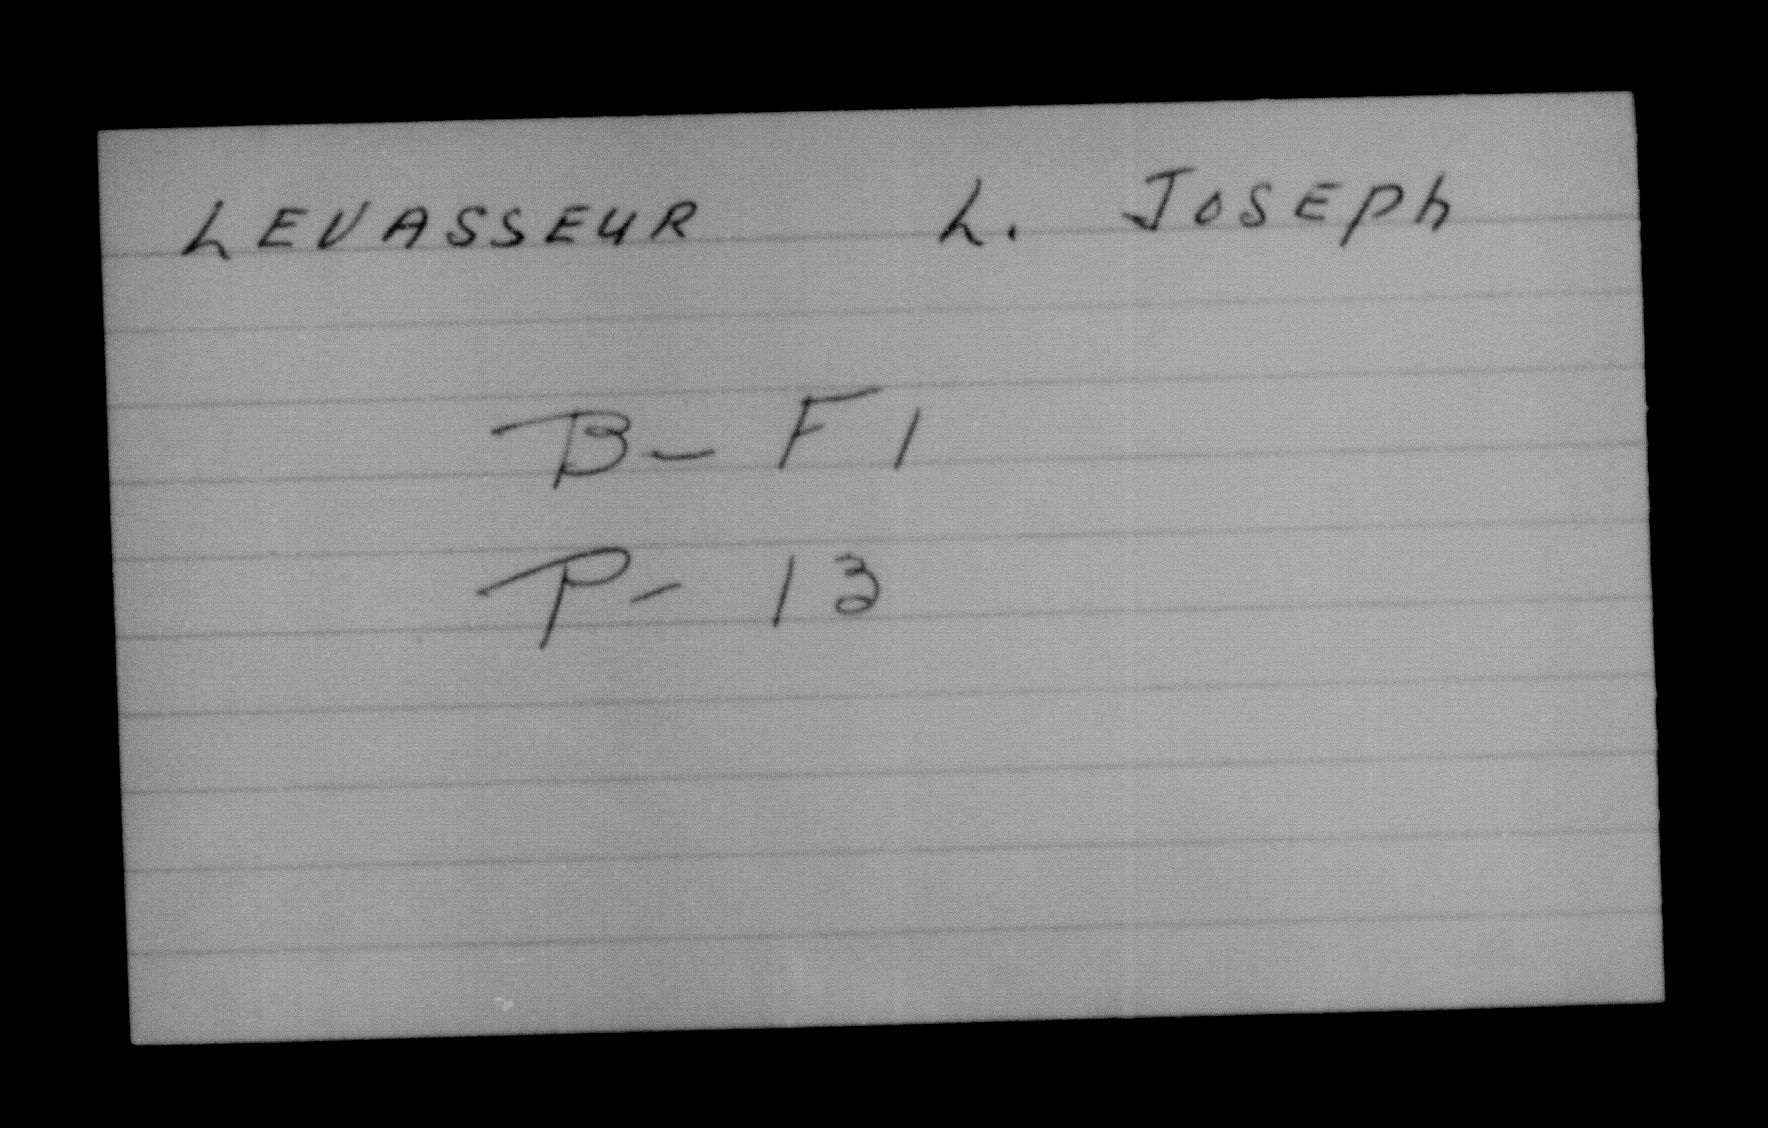 LEVASSEUR L. JOSEPh
B- F1
P- 13